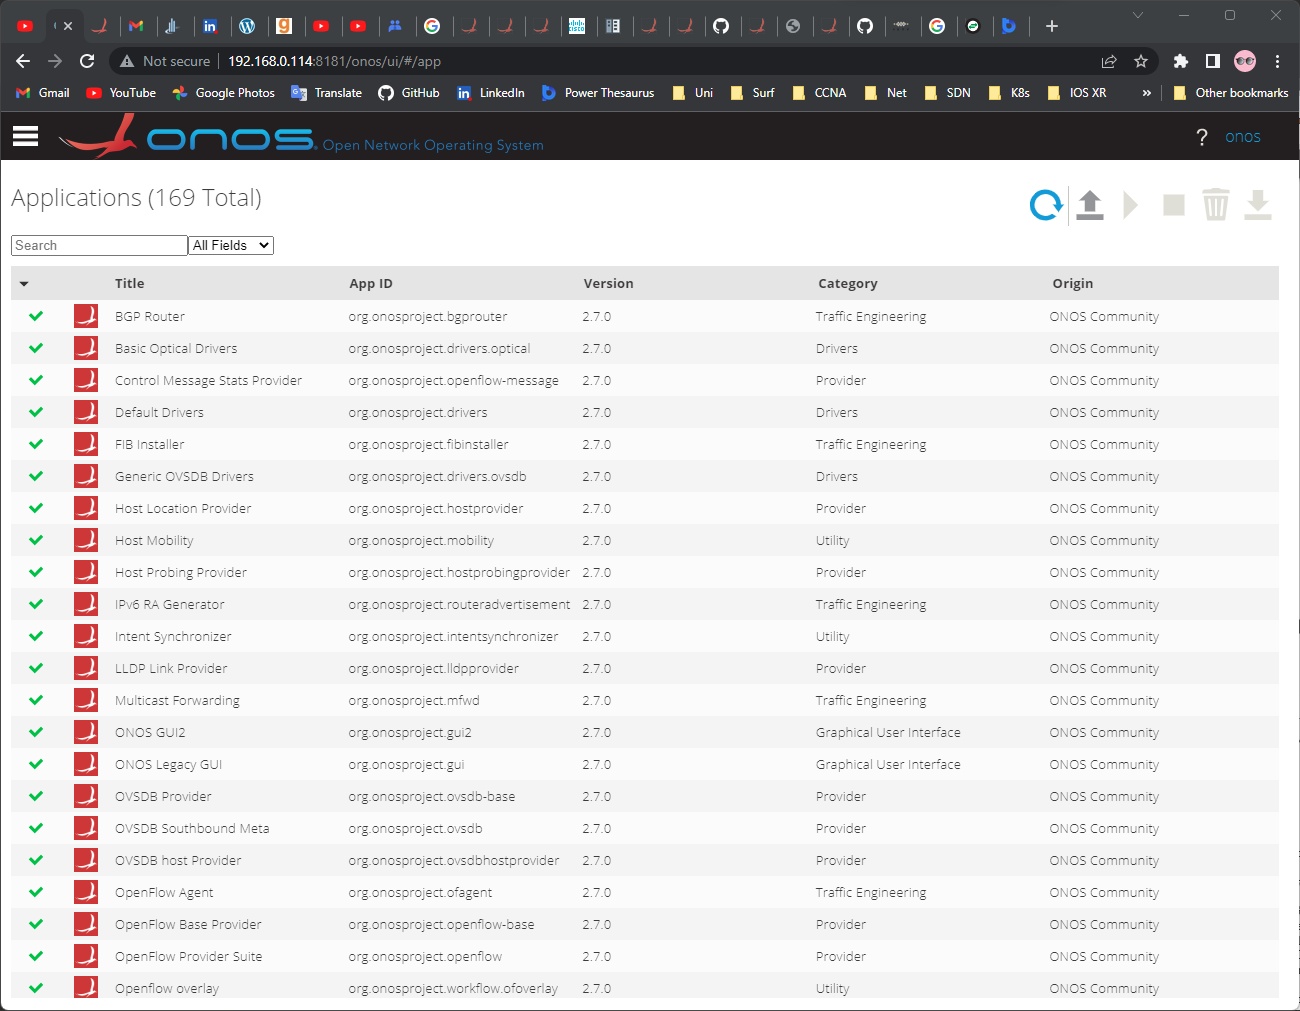 Not secure 192.168.0.114:8181/onos/ui/#/app
Gmail YouTube Google Photos Translate GitHub LinkedIn Power Thesaurus Uni Surf CCNA Net SDN K8s IOS XR » Other bookmarks
onos Open Network Operating System ? onos
Applications (169 Total)
Search All Fields
Title App ID Version Category Origin
BGP Router org.onosproject.bgprouter 2.7.0 Traffic Engineering ONOS Community
Basic Optical Drivers org.onosproject.drivers.optical 2.7.0 Drivers ONOS Community
Control Message Stats Provider org.onosproject.openflow-message 2.7.0 Provider ONOS Community
Default Drivers org.onosproject.drivers 2.7.0 Drivers ONOS Community
FIB Installer org.onosproject.fibinstaller 2.7.0 Traffic Engineering ONOS Community
Generic OVSDB Drivers org.onosproject.drivers.ovsdb 2.7.0 Drivers ONOS Community
Host Location Provider org.onosproject.hostprovider 2.7.0 Provider ONOS Community
Host Mobility org.onosproject.mobility 2.7.0 Utility ONOS Community
Host Probing Provider org.onosproject.hostprobingprovider 2.7.0 Provider ONOS Community
IPv6 RA Generator org.onosproject.routeradvertisement 2.7.0 Traffic Engineering ONOS Community
Intent Synchronizer org.onosproject.intentsynchronizer 2.7.0 Utility ONOS Community
LLDP Link Provider org.onosproject.lldpprovider 2.7.0 Provider ONOS Community
Multicast Forwarding org.onosproject.mfwd 2.7.0 Traffic Engineering ONOS Community
ONOS GUI2 org.onosproject.gui2 2.7.0 Graphical User Interface ONOS Community
ONOS Legacy GUI org.onosproject.gui 2.7.0 Graphical User Interface ONOS Community
OVSDB Provider org.onosproject.ovsdb-base 2.7.0 Provider ONOS Community
OVSDB Southbound Meta org.onosproject.ovsdb 2.7.0 Provider ONOS Community
OVSDB host Provider org.onosproject.ovsdbhostprovider 2.7.0 Provider ONOS Community
OpenFlow Agent org.onosproject.ofagent 2.7.0 Traffic Engineering ONOS Community
OpenFlow Base Provider org.onosproject.openflow-base 2.7.0 Provider ONOS Community
OpenFlow Provider Suite org.onosproject.openflow 2.7.0 Provider ONOS Community
Openflow overlay org.onosproject.workflow.ofoverlay 2.7.0 Utility ONOS Community